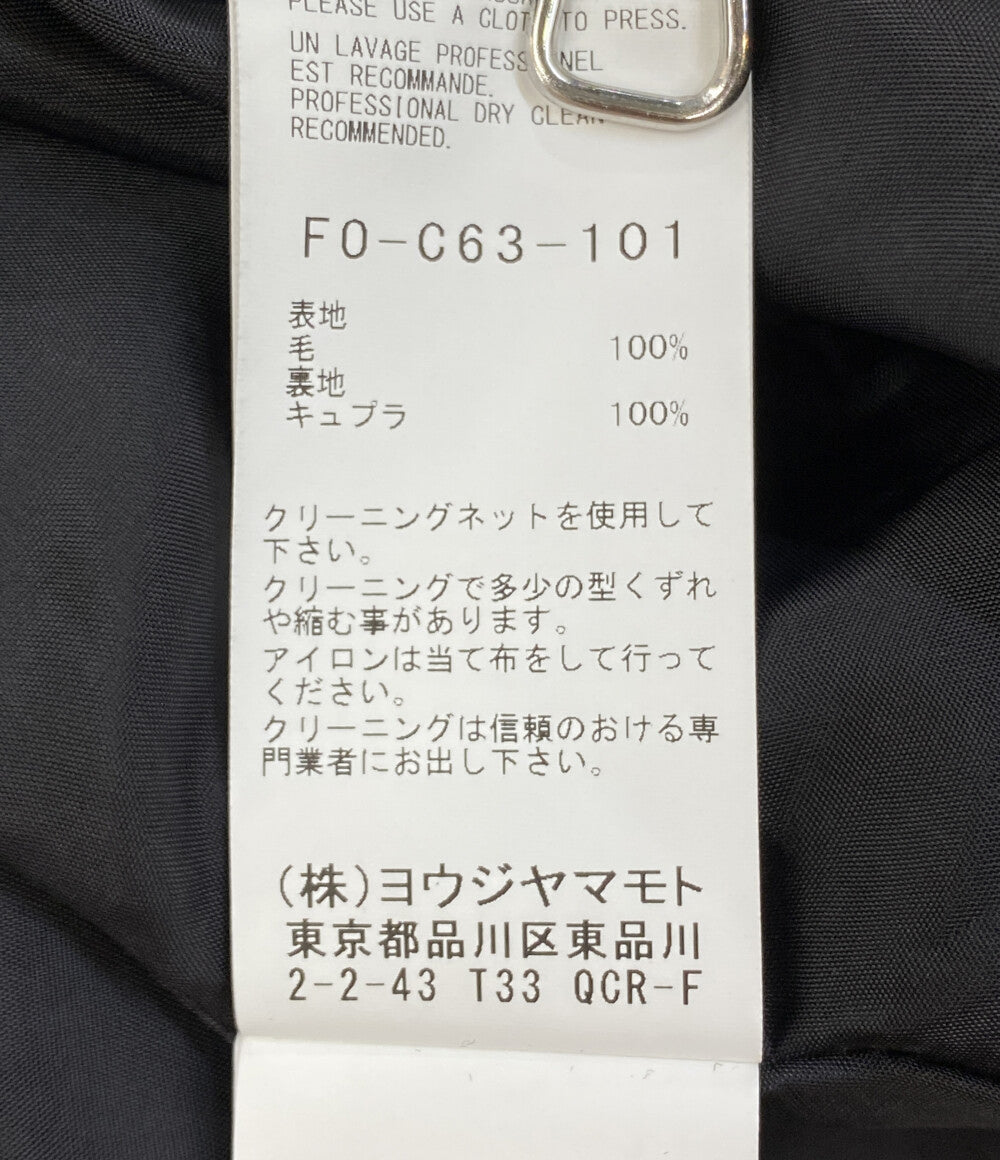 PLEASE USE A CLOT TO PRESS.
UN LAVAGE PROFESS NEL
EST RECOMMANDE.
PROFESSIONAL DRY CLEAN
RECOMMENDED.
FO-C63-101
表地
毛 100%
裏地
キュプラ 100%
クリーニングネットを使用して
下さい。
クリーニングで多少の型くずれ
や縮む事があります。
アイロンは当て布をして行って
ください。
クリーニングは信頼のおける専
門業者にお出し下さい。
(株)ヨウジヤマモト
東京都品川区東品川
2-2-43 T33 QCR-F